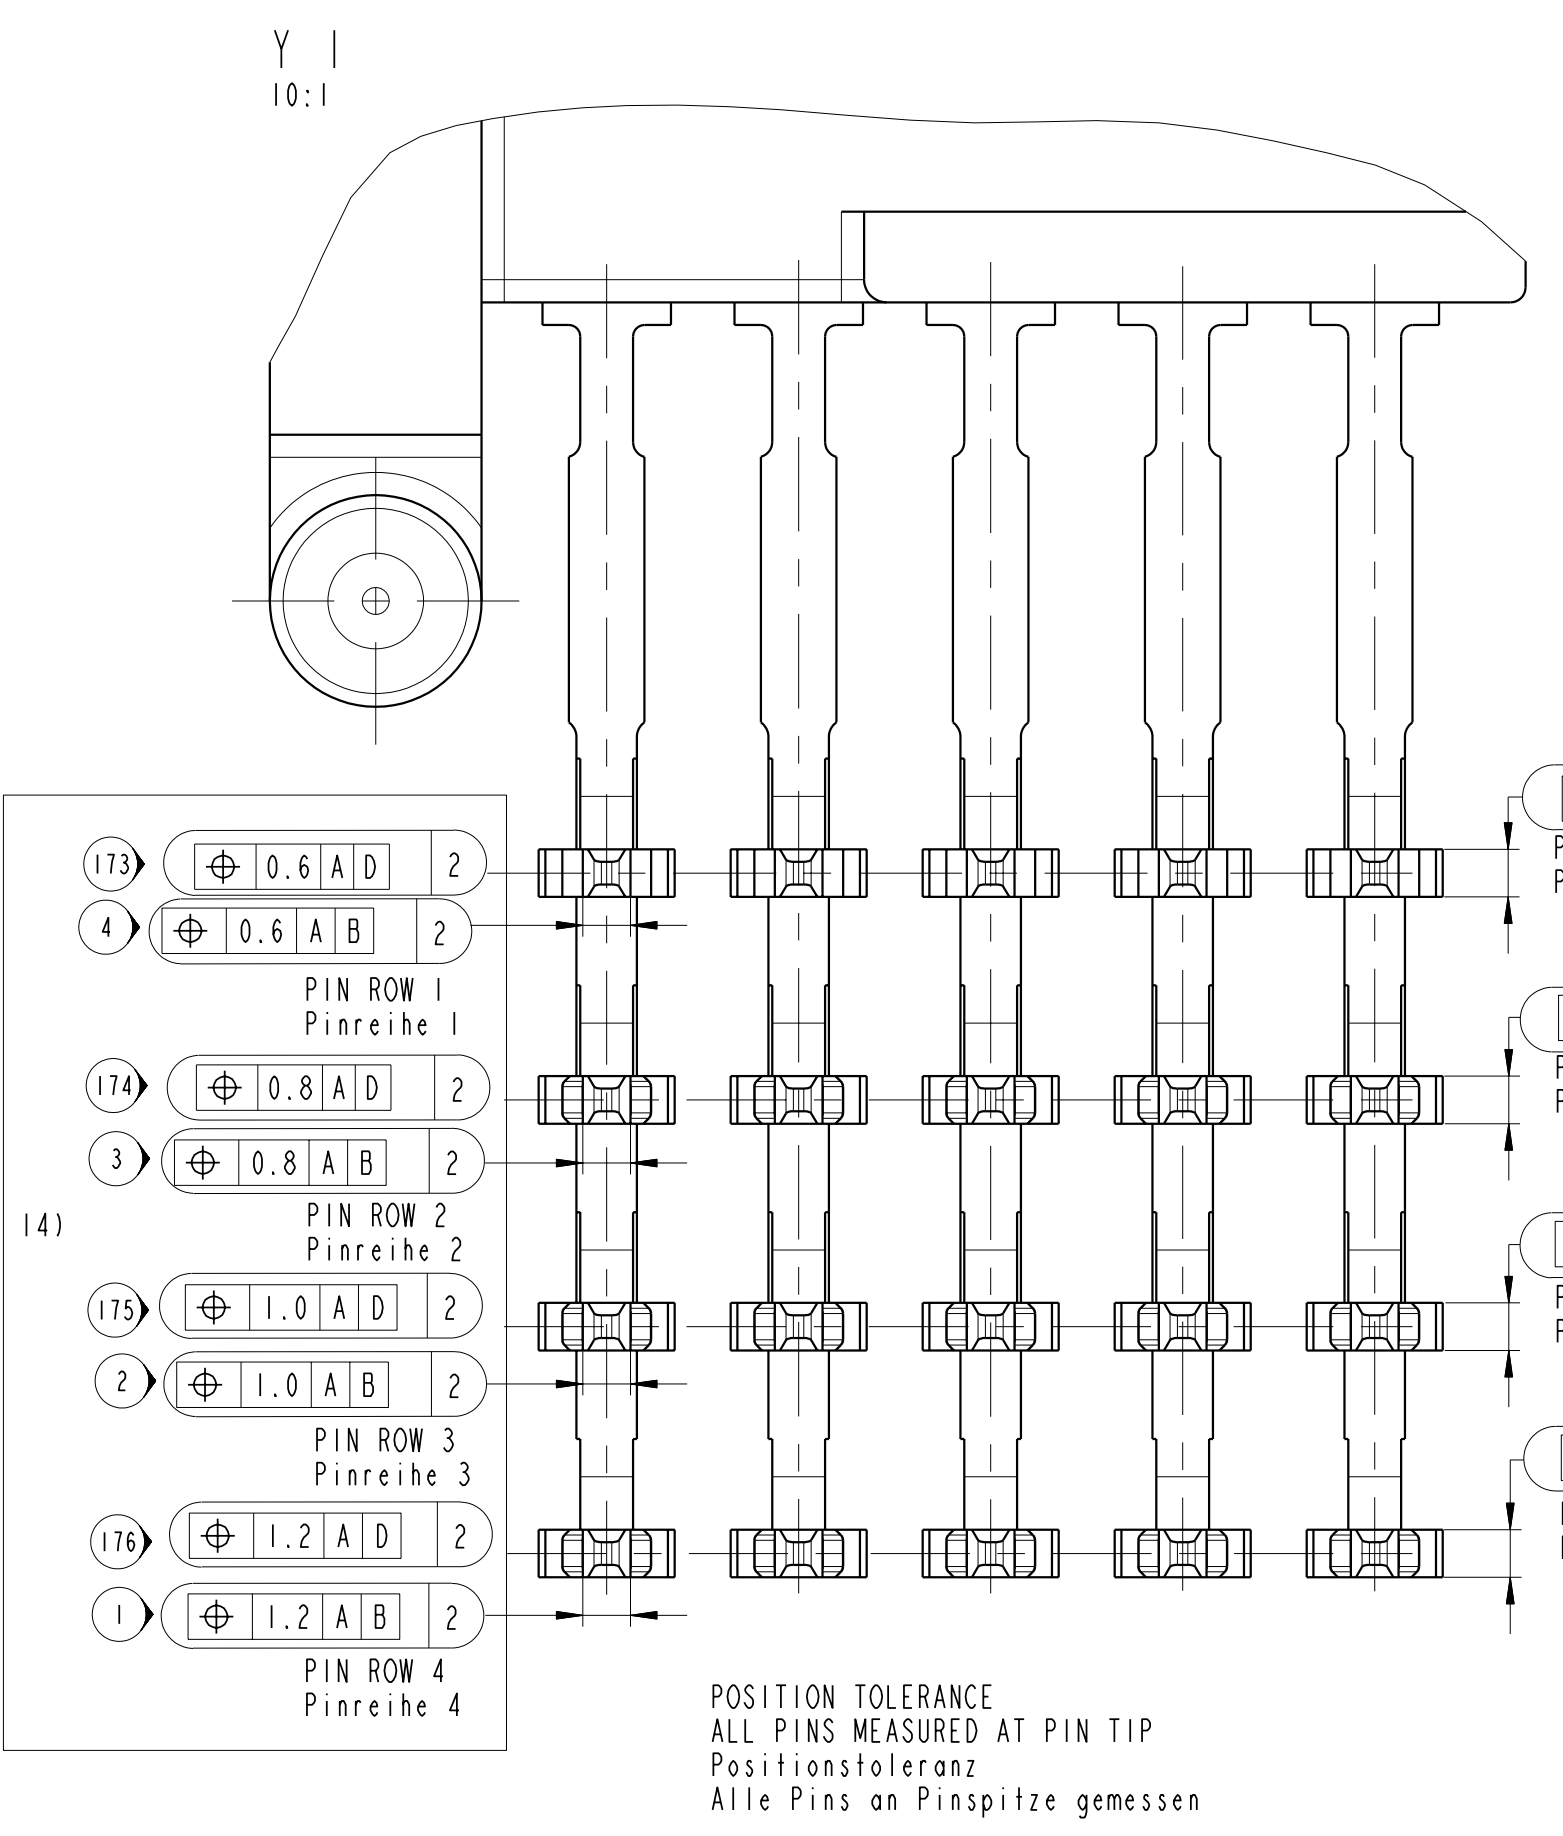 Y I
10:1
173 ⌖ 0.6 A D 2
4 ⌖ 0.6 A B 2
PIN ROW 1
Pinreihe 1
174 ⌖ 0.8 A D 2
3 ⌖ 0.8 A B 2
PIN ROW 2
Pinreihe 2
14)
175 ⌖ 1.0 A D 2
2 ⌖ 1.0 A B 2
PIN ROW 3
Pinreihe 3
176 ⌖ 1.2 A D 2
1 ⌖ 1.2 A B 2
PIN ROW 4
Pinreihe 4
POSITION TOLERANCE
ALL PINS MEASURED AT PIN TIP
Positionstoleranz
Alle Pins an Pinspitze gemessen